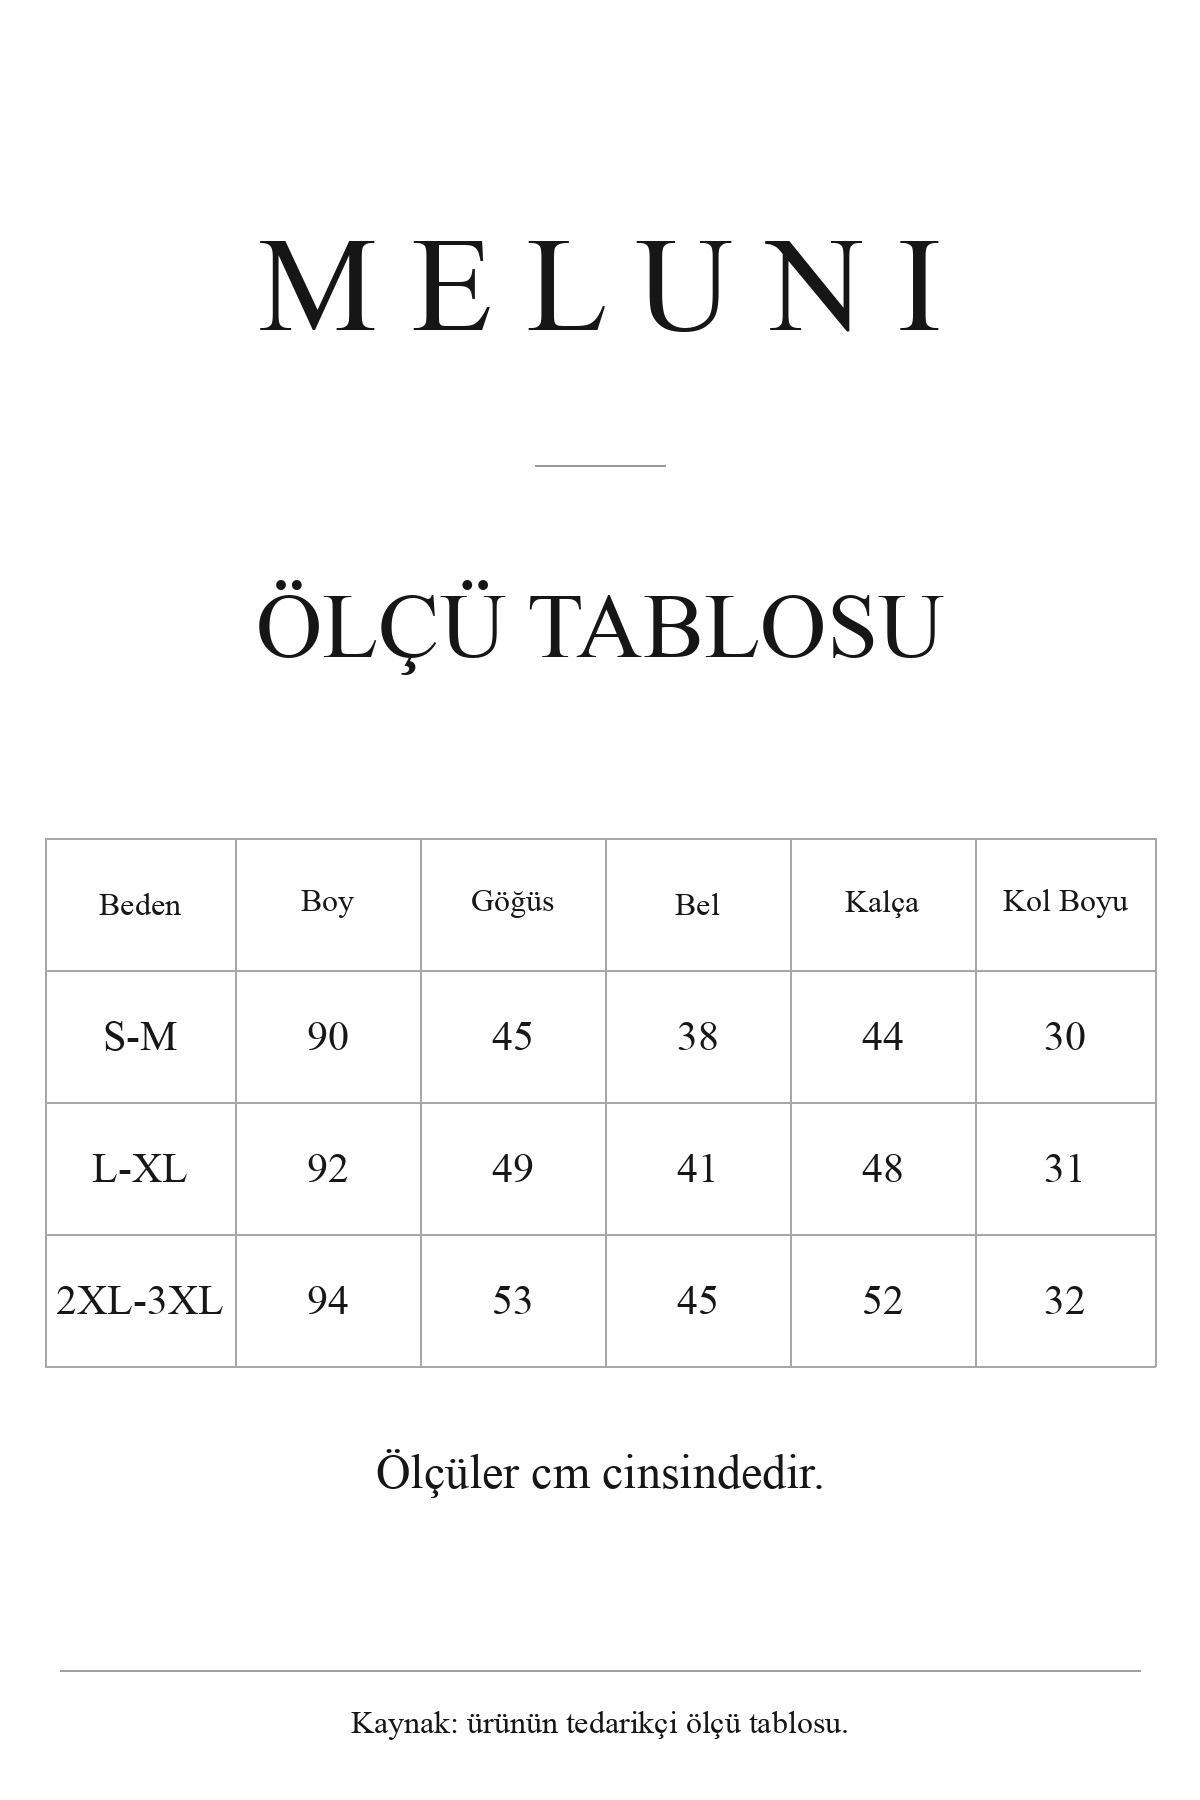 MELUNI
ÖLÇÜ TABLOSU
Beden Boy Göğüs Bel Kalça Kol Boyu
S-M 90 45 38 44 30
L-XL 92 49 41 48 31
2XL-3XL 94 53 45 52 32
Ölçüler cm cinsindedir.
Kaynak: ürünün tedarikçi ölçü tablosu.